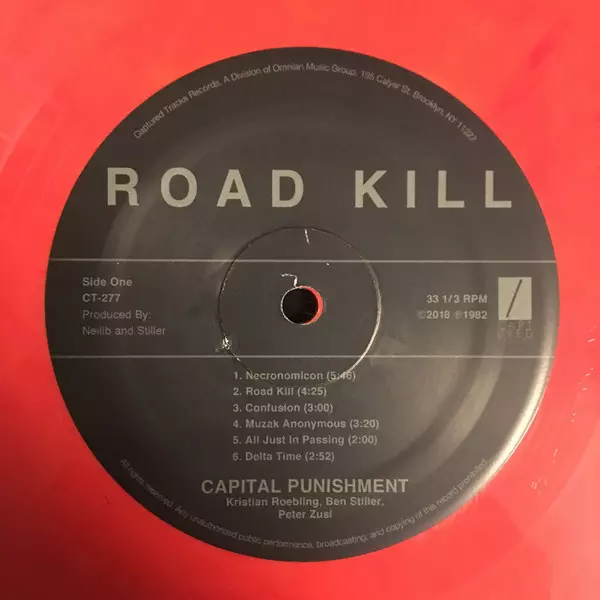 Captured Tracks Records, A Division of Omnian Music Group, 195 Calyer St. Brooklyn, NY 11222
ROAD KILL
Side One
CT-277
Produced By:
Neillb and Stiller
33 1/3 RPM
©2018 ℗1982
CAPT
URED
1. Necronomicon (5:46)
2. Road Kill (4:25)
3. Confusion (3:00)
4. Muzak Anonymous (3:20)
5. All Just In Passing (2:00)
6. Delta Time (2:52)
CAPITAL PUNISHMENT
Kristian Roebling, Ben Stiller,
Peter Zusi
All rights reserved. Any unauthorized public performance, broadcasting, and copying of this record prohibited.